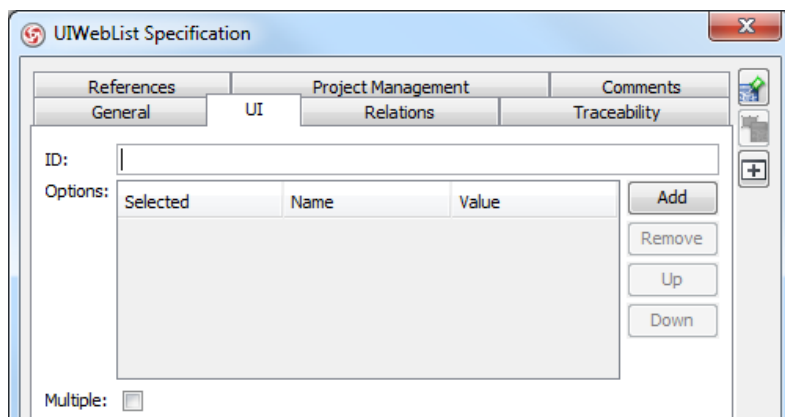 UIWebList Specification
References Project Management Comments
General UI Relations Traceability
ID:
Options: Selected Name Value Add
Remove
Up
Down
Multiple: